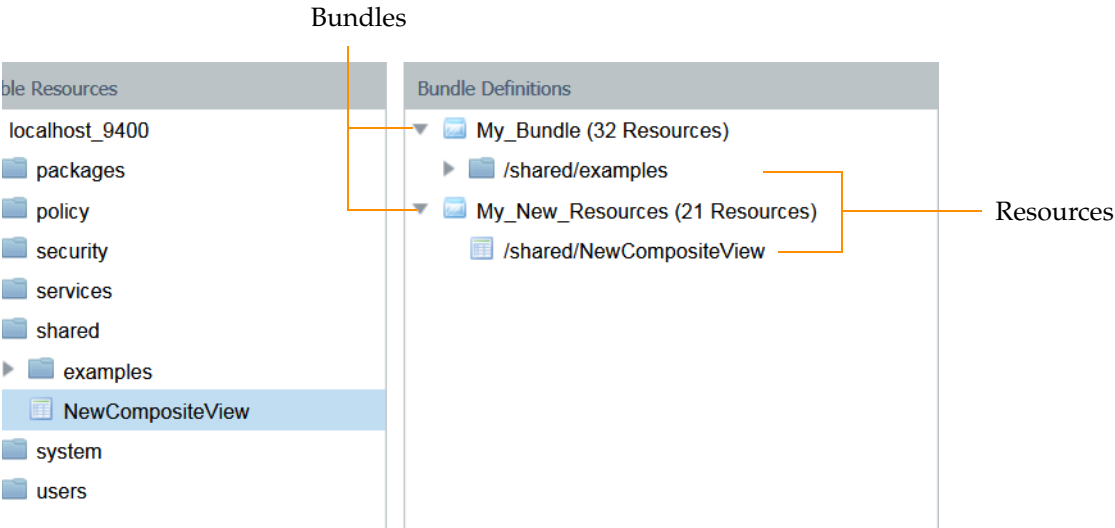 Bundles
ble Resources
localhost_9400
packages
policy
security
services
shared
examples
NewCompositeView
system
users
Bundle Definitions
My_Bundle (32 Resources)
/shared/examples
My_New_Resources (21 Resources)
/shared/NewCompositeView
Resources